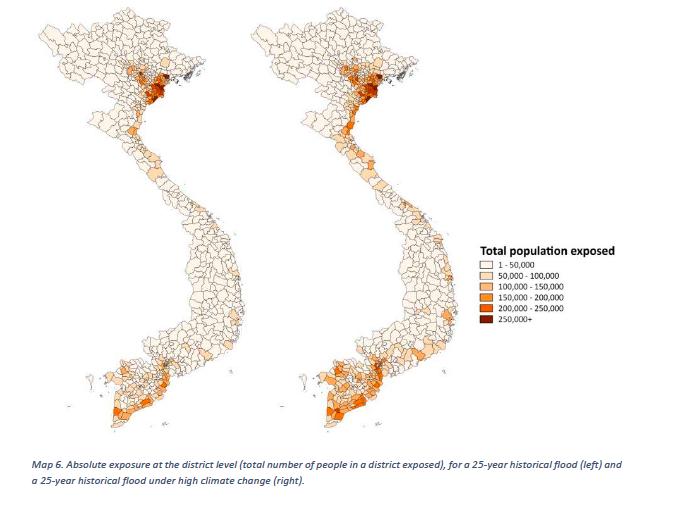 Total population exposed
1 - 50,000
50,000 - 100,000
100,000 - 150,000
150,000 - 200,000
200,000 - 250,000
250,000+
Map 6. Absolute exposure at the district level (total number of people in a district exposed), for a 25-year historical flood (left) and
a 25-year historical flood under high climate change (right).